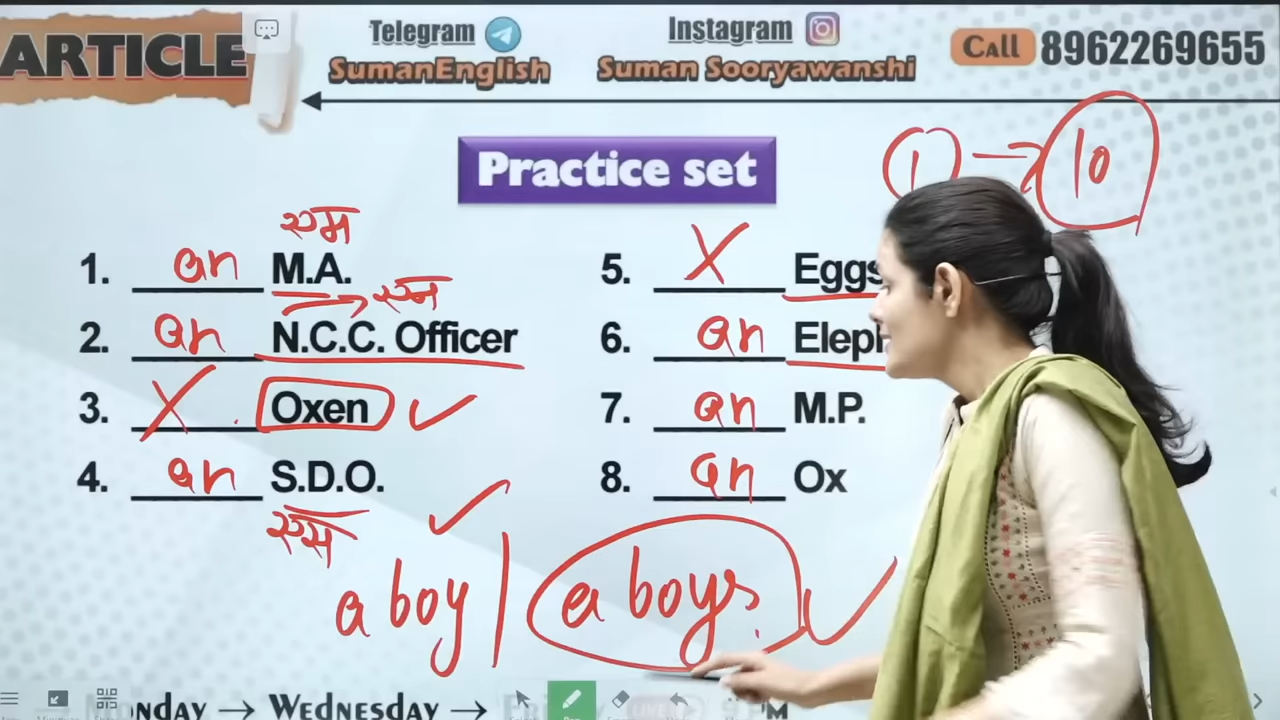 ARTICLE
Telegram
SumanEnglish
Instagram
Suman Sooryawanshi
CALL 8962269655
Practice set
1 → 10
एम
1. an M.A.
एन
2. an N.C.C. Officer
3. X Oxen ✓
4. an S.D.O.
एस
5. X Eggs
6. an Eleph
7. an M.P.
8. an Ox
a boy | a boys ✓
NDAY → WEDNESDAY →